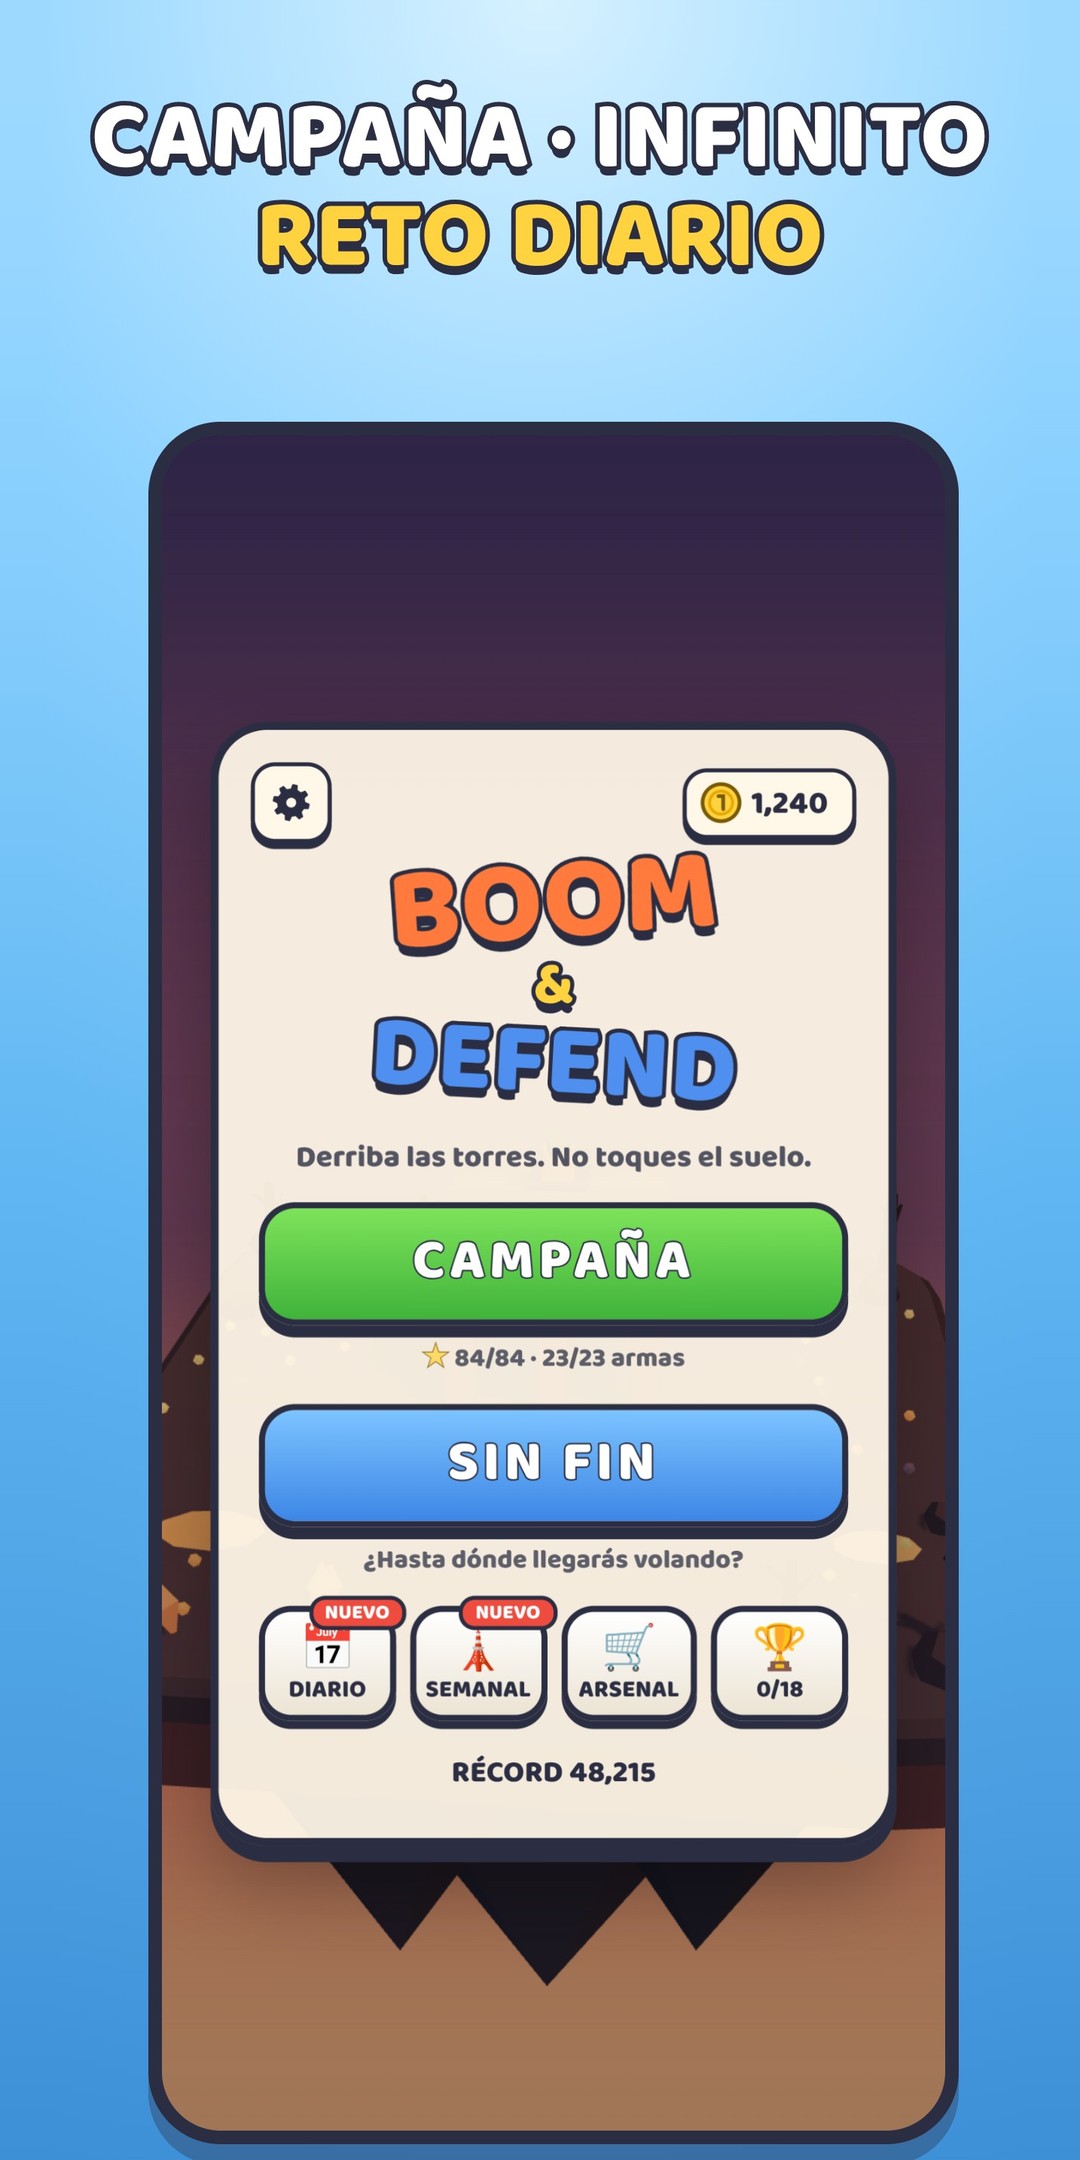 CAMPAÑA · INFINITO
RETO DIARIO
1 1,240
BOOM
&
DEFEND
Derriba las torres. No toques el suelo.
CAMPAÑA
84/84 · 23/23 armas
SIN FIN
¿Hasta dónde llegarás volando?
NUEVO NUEVO
July
17
DIARIO SEMANAL ARSENAL 0/18
RÉCORD 48,215